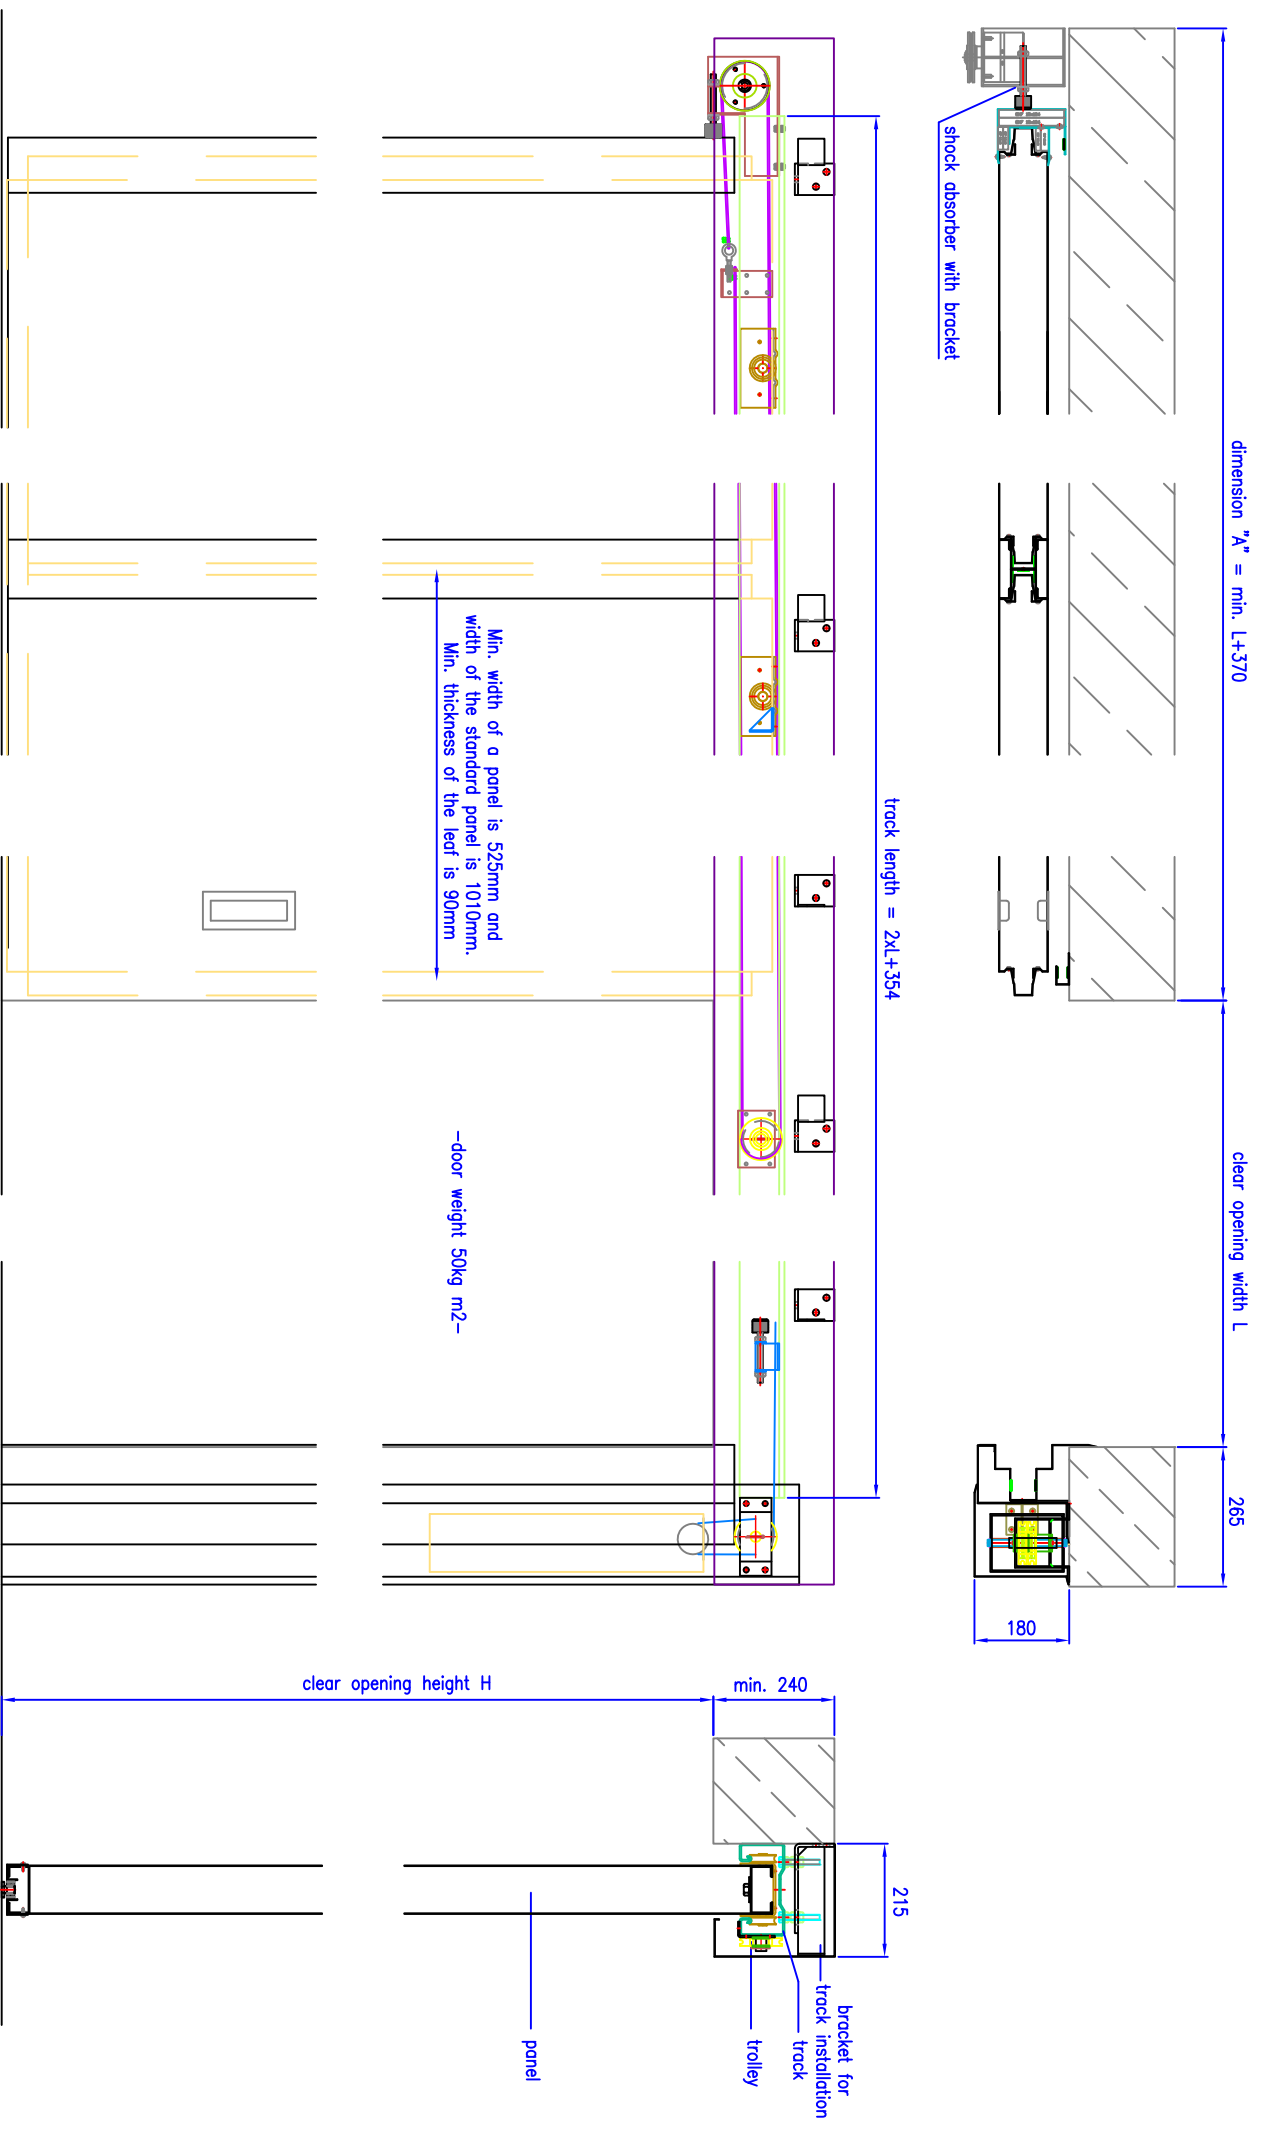 dimension "A" = min. L+370
clear opening width L
265
shock absorber with bracket
180
track length = 2xL+354
Min. width of a panel is 525mm and
width of the standard panel is 1010mm.
Min. thickness of the leaf is 90mm
-door weight 50kg m2-
clear opening height H
min. 240
215
bracket for
track installation
track
trolley
panel